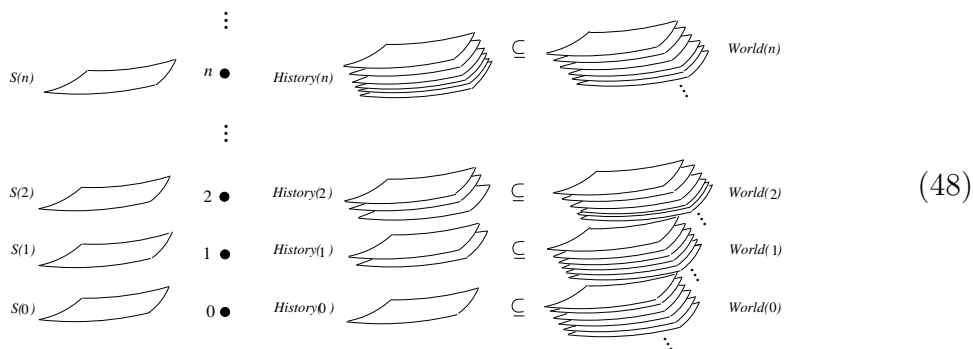 ⋮
S(n) n History(n) ⊆ World(n)
⋮
S(2) 2 History(2) ⊆ World(2)
(48)
S(1) 1 History(1) ⊆ World(1)
S(0) 0 History(0) ⊆ World(0)